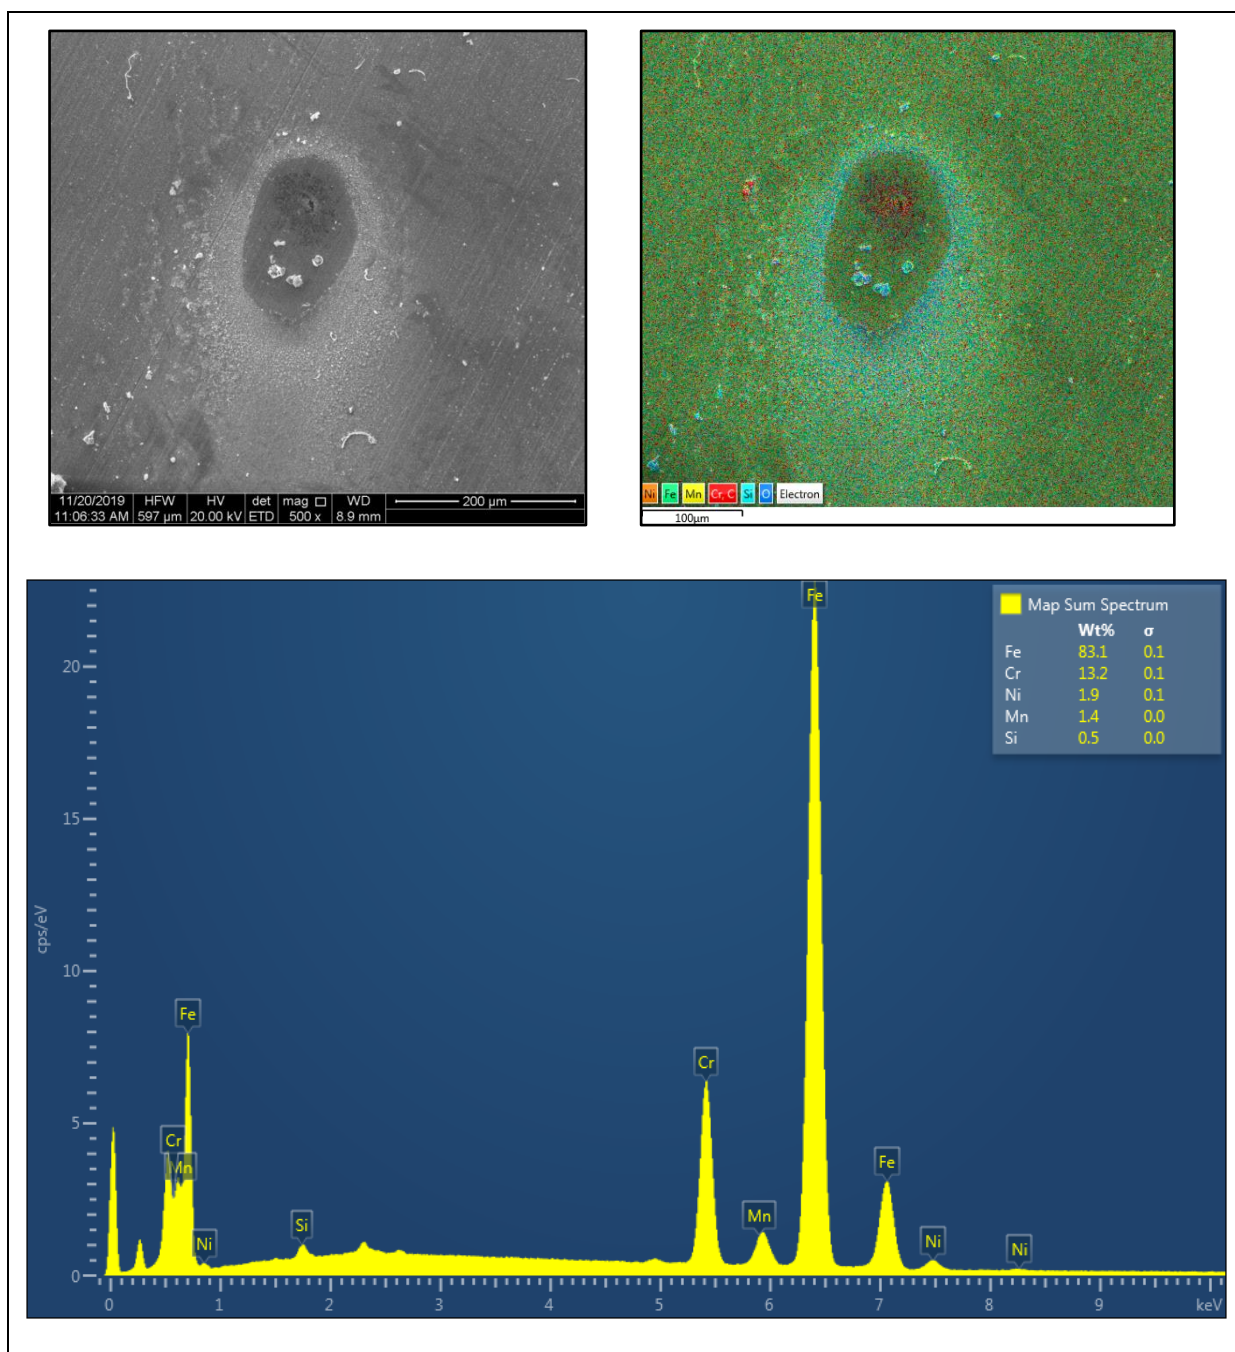 11/20/2019 HFW HV det mag WD 200 µm
11:06:33 AM 597 µm 20.00 kV ETD 500 x 8.9 mm
Ni Fe Mn Cr, C Si O Electron
100µm
Map Sum Spectrum
Wt% σ
Fe 83.1 0.1
Cr 13.2 0.1
Ni 1.9 0.1
Mn 1.4 0.0
Si 0.5 0.0
Fe
20
15
cps/eV
10
Fe
Cr
5
Cr
Mn
Fe
Mn
Si
Ni
Ni
Ni
0
0 1 2 3 4 5 6 7 8 9 keV